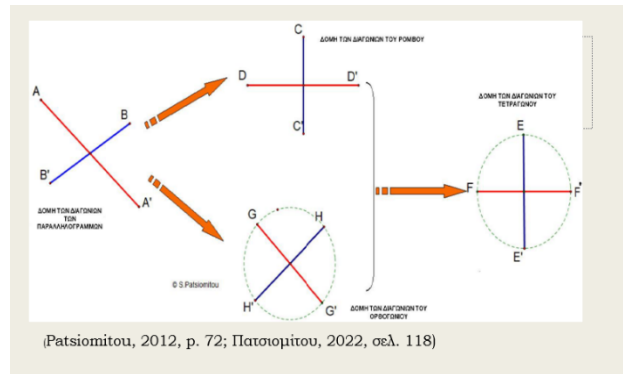 C
ΔΟΜΗ ΤΩΝ ΔΙΑΓΩΝΙΩΝ ΤΟΥ ΡΟΜΒΟΥ
D
D'
C'
A
B
B'
A'
ΔΟΜΗ ΤΩΝ ΔΙΑΓΩΝΙΩΝ
ΤΩΝ
ΠΑΡΑΛΛΗΛΟΓΡΑΜΜΩΝ
G
H
H'
G'
© S.Patsiomitou
ΔΟΜΗ ΤΩΝ ΔΙΑΓΩΝΙΩΝ ΤΟΥ
ΟΡΘΟΓΩΝΙΟΥ
ΔΟΜΗ ΤΩΝ ΔΙΑΓΩΝΙΩΝ ΤΟΥ
ΤΕΤΡΑΓΩΝΟΥ
E
F
F'
E'
(Patsiomitou, 2012, p. 72; Πατσιομίτου, 2022, σελ. 118)